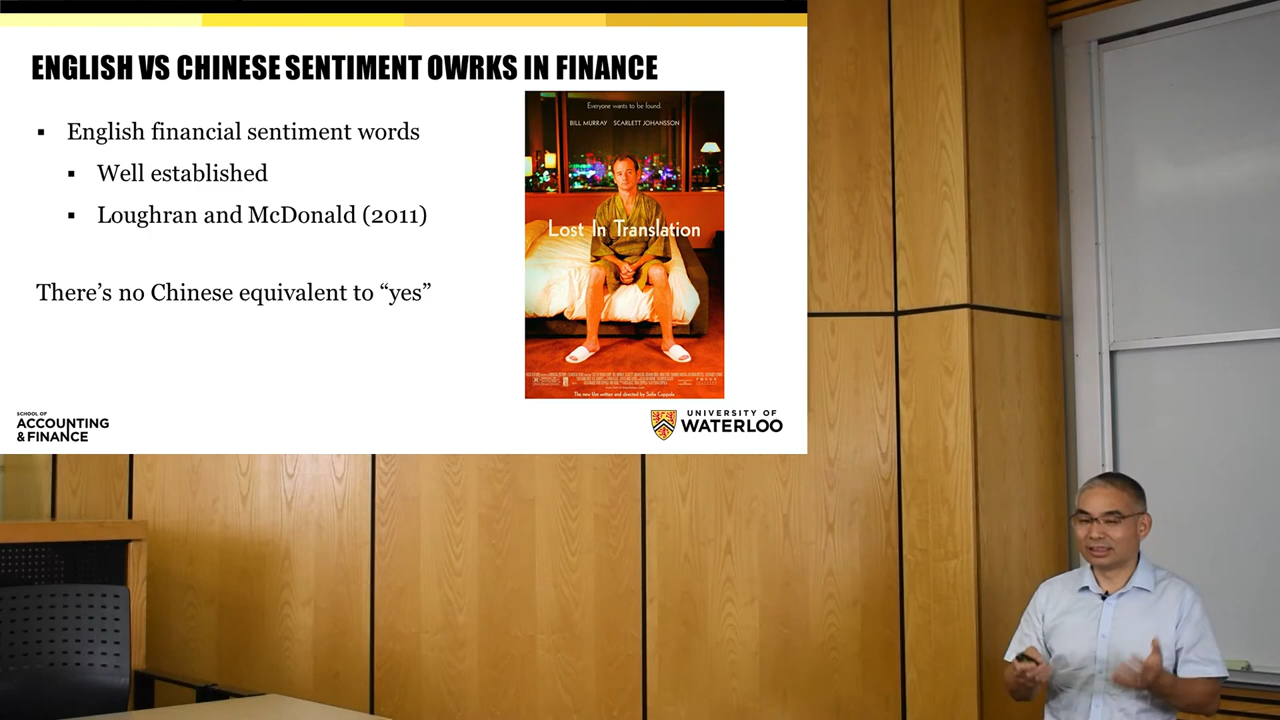 ENGLISH VS CHINESE SENTIMENT OWRKS IN FINANCE
▪ English financial sentiment words
▪ Well established
▪ Loughran and McDonald (2011)
There’s no Chinese equivalent to “yes”
Everyone wants to be found.
BILL MURRAY SCARLETT JOHANSSON
Lost In Translation
The new film written and directed by Sofia Coppola
SCHOOL OF
ACCOUNTING
& FINANCE
UNIVERSITY OF
WATERLOO